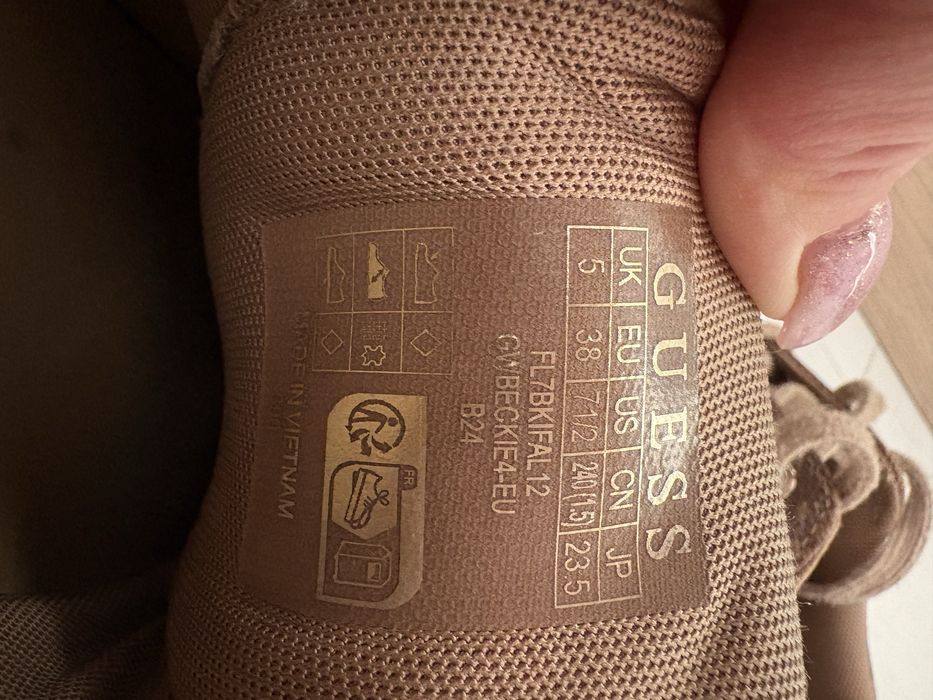 GUESS
UK EU US CN JP
5 38 7 1/2 240(1.5) 23.5
FL7BKIFAL12
GWBECKIE4-EU
B24
FR
MADE IN VIETNAM